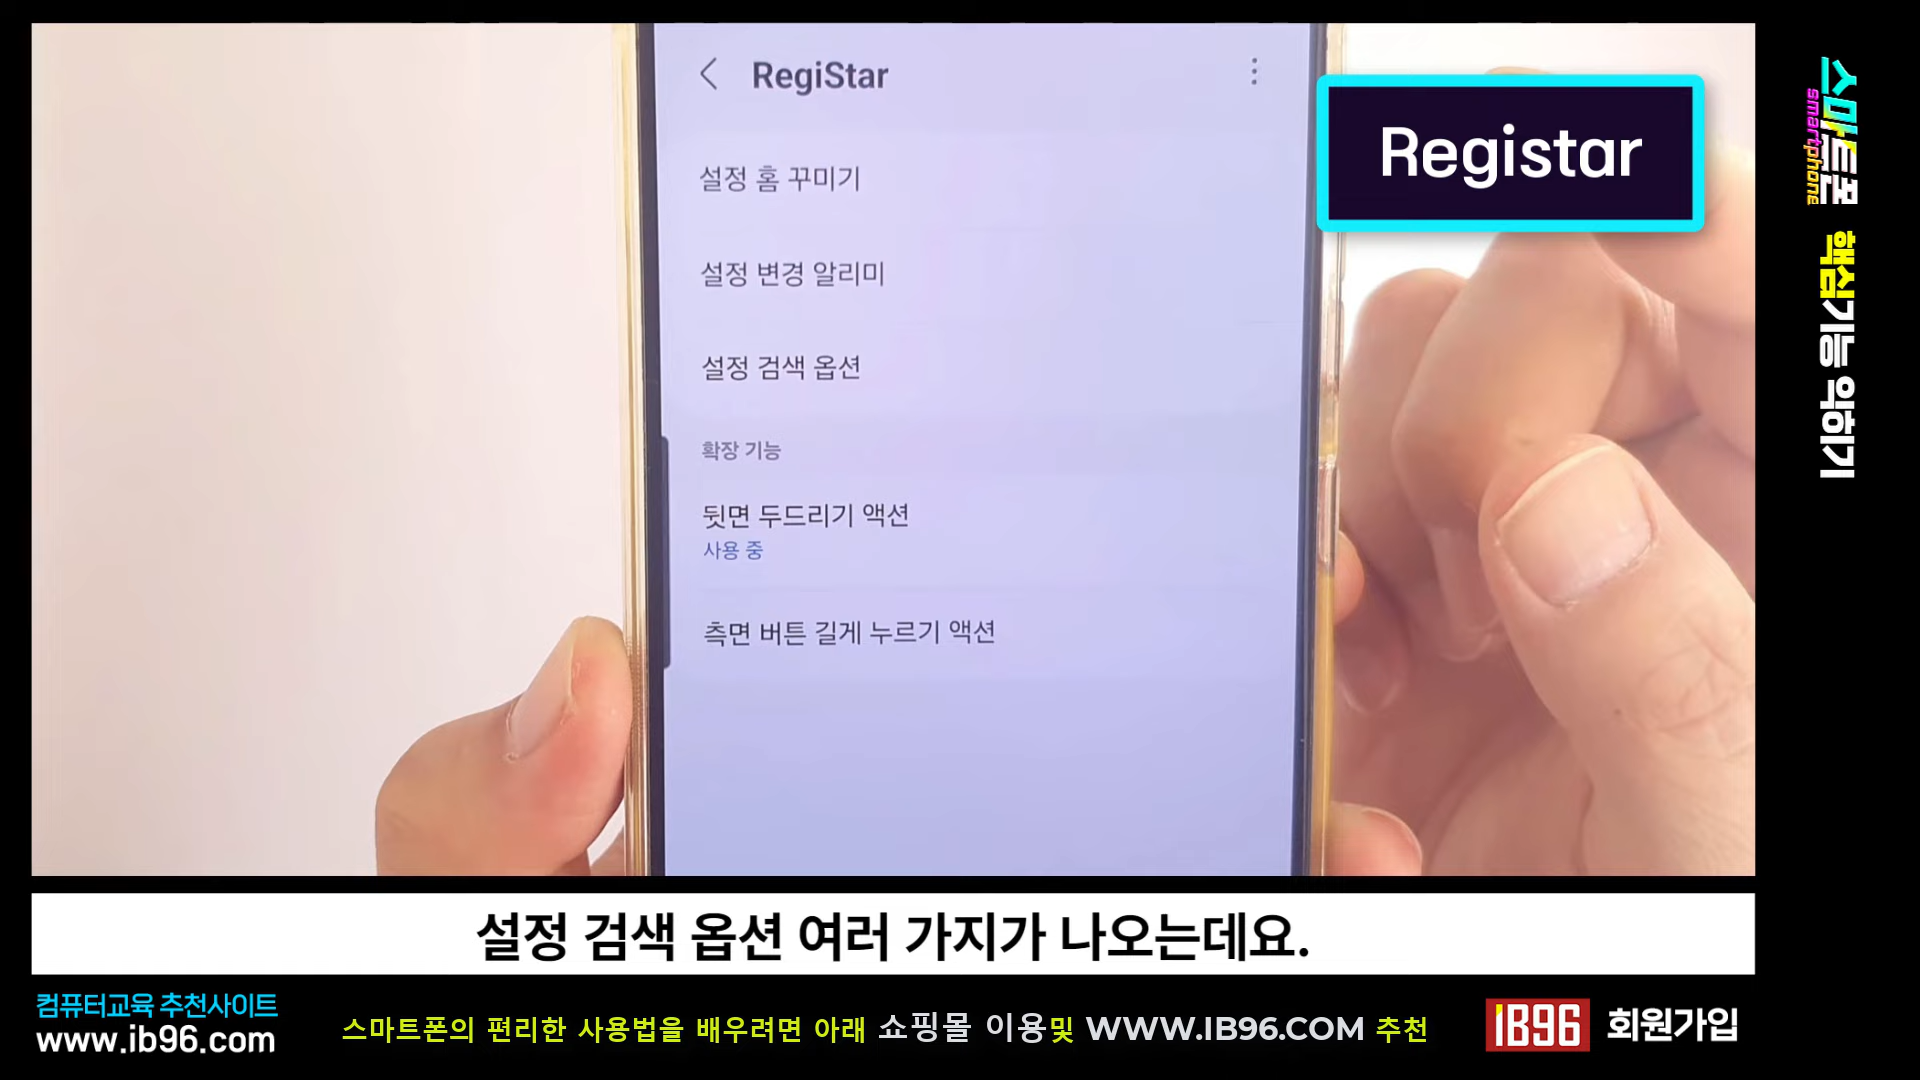 RegiStar
Registar
설정 홈 꾸미기
설정 변경 알리미
설정 검색 옵션
확장 기능
뒷면 두드리기 액션
사용 중
측면 버튼 길게 누르기 액션
스마트폰 핵심기능 익히기
smartphone
설정 검색 옵션 여러 가지가 나오는데요.
컴퓨터교육 추천사이트
www.ib96.com
스마트폰의 편리한 사용법을 배우려면 아래 쇼핑몰 이용및 WWW.IB96.COM 추천
IB96 회원가입